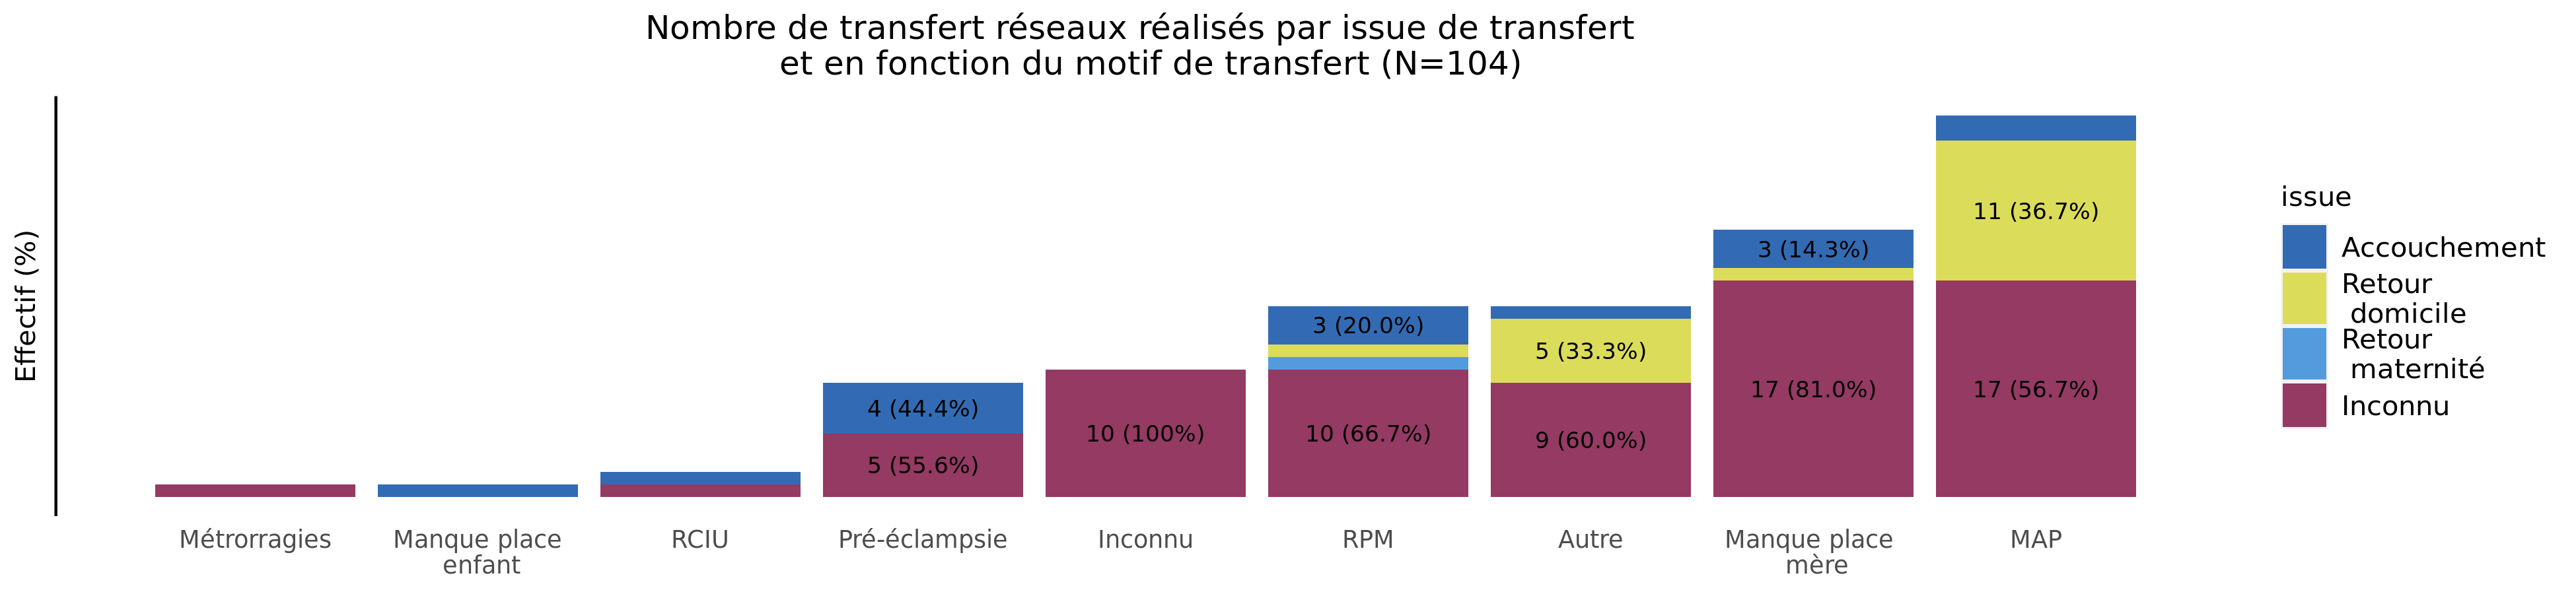 Nombre de transfert réseaux réalisés par issue de transfert
et en fonction du motif de transfert (N=104)
Effectif (%)
4 (44.4%)
5 (55.6%)
10 (100%)
3 (20.0%)
10 (66.7%)
5 (33.3%)
9 (60.0%)
3 (14.3%)
17 (81.0%)
11 (36.7%)
17 (56.7%)
Métrorragies
Manque place
enfant
RCIU
Pré-éclampsie
Inconnu
RPM
Autre
Manque place
mère
MAP
issue
Accouchement
Retour
domicile
Retour
maternité
Inconnu